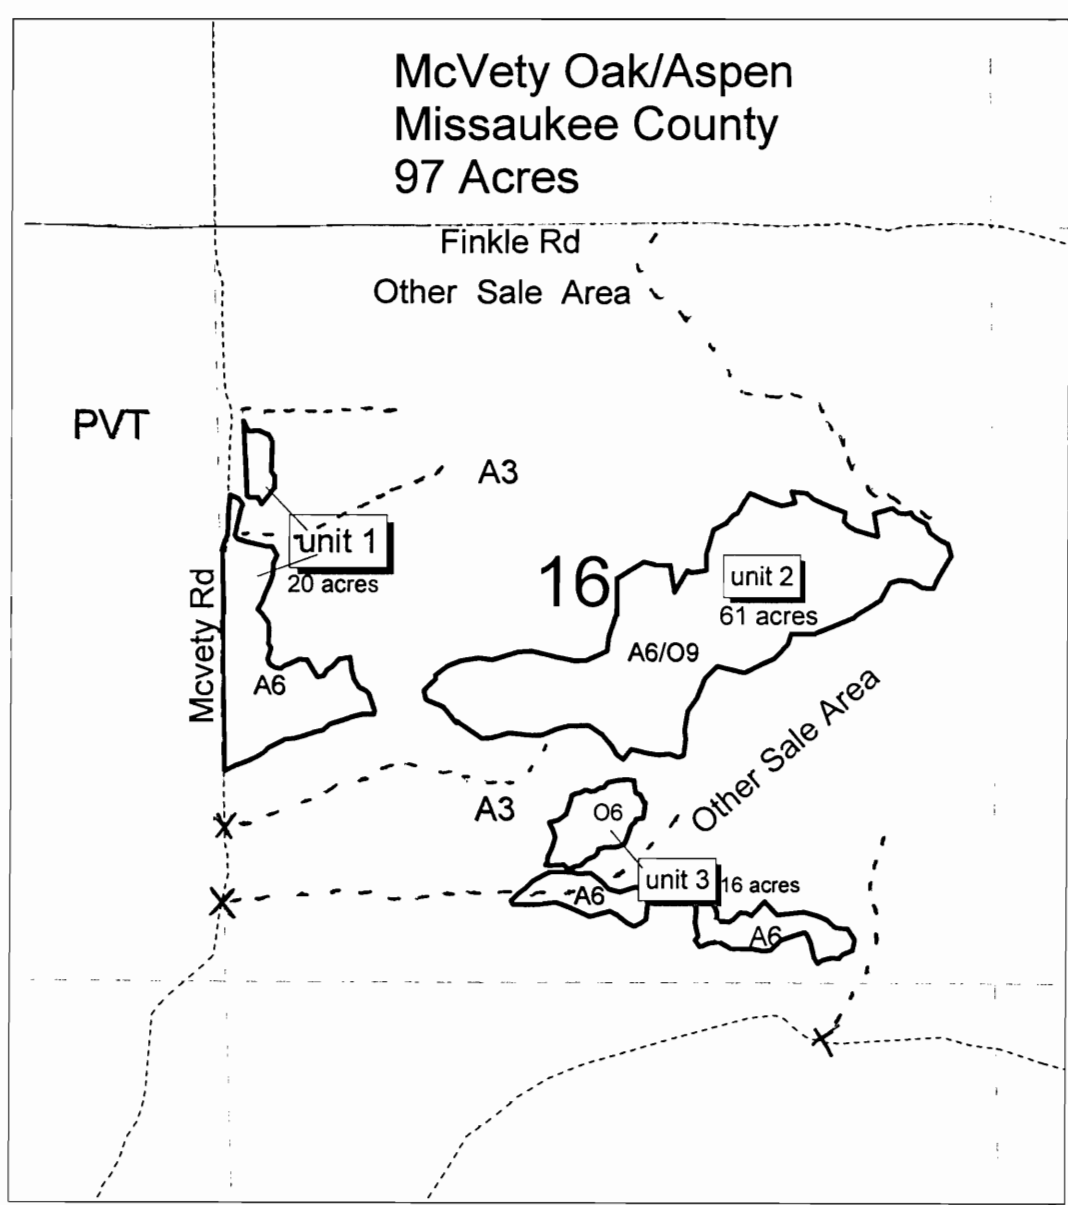 McVety Oak/Aspen
Missaukee County
97 Acres
Finkle Rd
Other Sale Area
PVT
A3
unit 1
20 acres
16
unit 2
61 acres
Mcvety Rd
A6/O9
A6
Other Sale Area
A3
O6
unit 3
16 acres
A6
A6